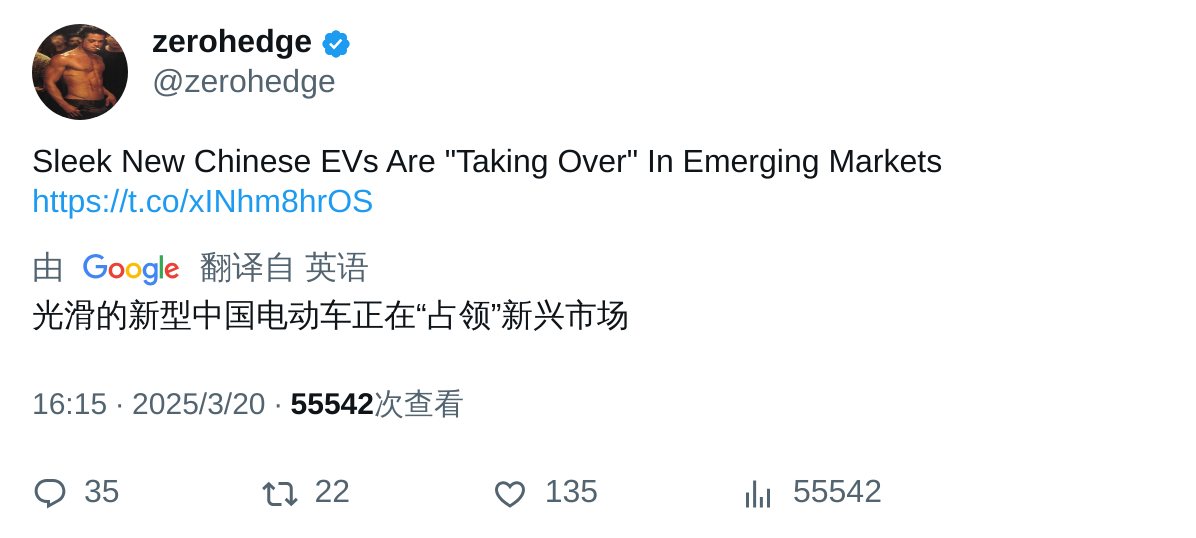 zerohedge
@zerohedge
Sleek New Chinese EVs Are "Taking Over" In Emerging Markets
https://t.co/xINhm8hrOS
由 Google 翻译自 英语
光滑的新型中国电动车正在“占领”新兴市场
16:15 · 2025/3/20 · 55542次查看
35 22 135 55542